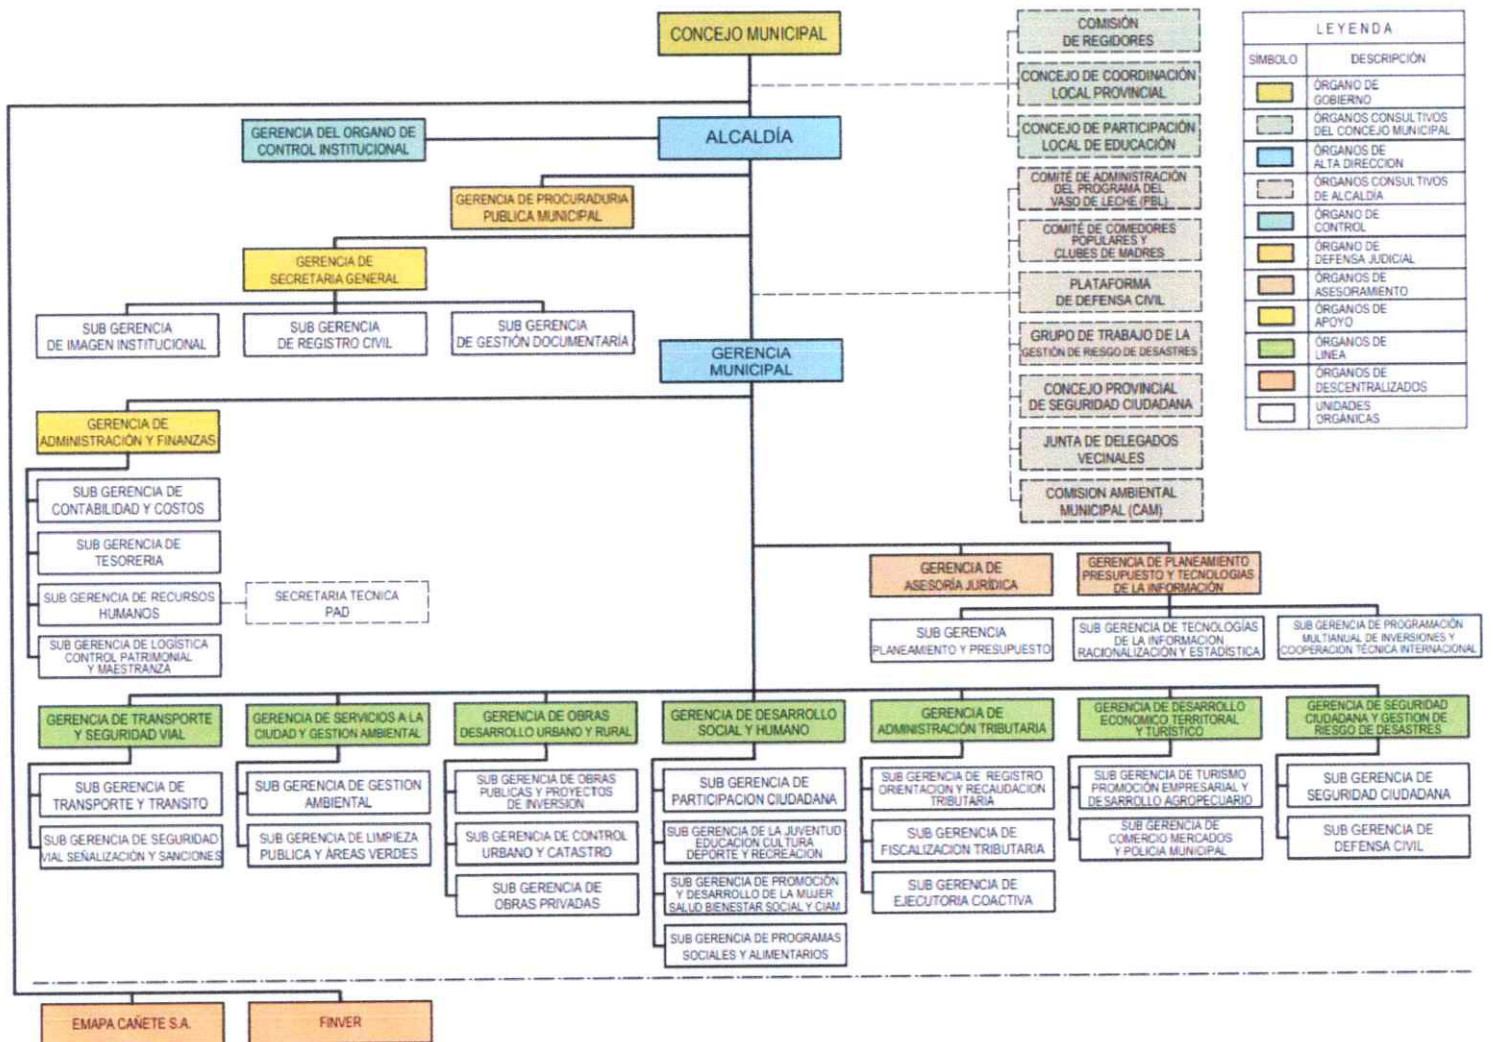 CONCEJO MUNICIPAL
COMISIÓN
DE REGIDORES
CONCEJO DE COORDINACIÓN
LOCAL PROVINCIAL
CONCEJO DE PARTICIPACIÓN
LOCAL DE EDUCACIÓN
GERENCIA DEL ORGANO DE
CONTROL INSTITUCIONAL
ALCALDÍA
GERENCIA DE PROCURADURIA
PUBLICA MUNICIPAL
COMITÉ DE ADMINISTRACIÓN
DEL PROGRAMA DEL
VASO DE LECHE (PBL)
COMITÉ DE COMEDORES
POPULARES Y
CLUBES DE MADRES
PLATAFORMA
DE DEFENSA CIVIL
GRUPO DE TRABAJO DE LA
GESTIÓN DE RIESGO DE DESASTRES
CONCEJO PROVINCIAL
DE SEGURIDAD CIUDADANA
JUNTA DE DELEGADOS
VECINALES
COMISION AMBIENTAL
MUNICIPAL (CAM)
LEYENDA
SÍMBOLO DESCRIPCIÓN
ÓRGANO DE
GOBIERNO
ÓRGANOS CONSULTIVOS
DEL CONCEJO MUNICIPAL
ÓRGANOS DE
ALTA DIRECCION
ÓRGANOS CONSULTIVOS
DE ALCALDÍA
ÓRGANO DE
CONTROL
ÓRGANO DE
DEFENSA JUDICIAL
ÓRGANOS DE
ASESORAMIENTO
ÓRGANOS DE
APOYO
ÓRGANOS DE
LINEA
ÓRGANOS DE
DESCENTRALIZADOS
UNIDADES
ORGÁNICAS
GERENCIA DE
SECRETARIA GENERAL
SUB GERENCIA
DE IMAGEN INSTITUCIONAL
SUB GERENCIA
DE REGISTRO CIVIL
SUB GERENCIA
DE GESTIÓN DOCUMENTARÍA
GERENCIA
MUNICIPAL
GERENCIA DE
ADMINISTRACIÓN Y FINANZAS
SUB GERENCIA DE
CONTABILIDAD Y COSTOS
SUB GERENCIA DE
TESORERIA
SUB GERENCIA DE RECURSOS
HUMANOS
SECRETARIA TECNICA
PAD
SUB GERENCIA DE LOGÍSTICA
CONTROL PATRIMONIAL
Y MAESTRANZA
GERENCIA DE
ASESORÍA JURÍDICA
GERENCIA DE PLANEAMIENTO
PRESUPUESTO Y TECNOLOGIAS
DE LA INFORMACIÓN
SUB GERENCIA
PLANEAMIENTO Y PRESUPUESTO
SUB GERENCIA DE TECNOLOGÍAS
DE LA INFORMACION
RACIONALIZACIÓN Y ESTADÍSTICA
SUB GERENCIA DE PROGRAMACIÓN
MULTIANUAL DE INVERSIONES Y
COOPERACION TÉCNICA INTERNACIONAL
GERENCIA DE TRANSPORTE
Y SEGURIDAD VIAL
SUB GERENCIA DE
TRANSPORTE Y TRANSITO
SUB GERENCIA DE SEGURIDAD
VIAL SEÑALIZACIÓN Y SANCIONES
GERENCIA DE SERVICIOS A LA
CIUDAD Y GESTION AMBIENTAL
SUB GERENCIA DE GESTION
AMBIENTAL
SUB GERENCIA DE LIMPIEZA
PUBLICA Y ÁREAS VERDES
GERENCIA DE OBRAS
DESARROLLO URBANO Y RURAL
SUB GERENCIA DE OBRAS
PUBLICAS Y PROYECTOS
DE INVERSION
SUB GERENCIA DE CONTROL
URBANO Y CATASTRO
SUB GERENCIA DE
OBRAS PRIVADAS
GERENCIA DE DESARROLLO
SOCIAL Y HUMANO
SUB GERENCIA DE
PARTICIPACION CIUDADANA
SUB GERENCIA DE LA JUVENTUD
EDUCACION CULTURA
DEPORTE Y RECREACION
SUB GERENCIA DE PROMOCIÓN
Y DESARROLLO DE LA MUJER
SALUD BIENESTAR SOCIAL Y CIAM
SUB GERENCIA DE PROGRAMAS
SOCIALES Y ALIMENTARIOS
GERENCIA DE
ADMINISTRACIÓN TRIBUTARIA
SUB GERENCIA DE REGISTRO
ORIENTACION Y RECAUDACION
TRIBUTARIA
SUB GERENCIA DE
FISCALIZACION TRIBUTARIA
SUB GERENCIA DE
EJECUTORIA COACTIVA
GERENCIA DE DESARROLLO
ECONOMICO TERRITORAL
Y TURISTICO
SUB GERENCIA DE TURISMO
PROMOCIÓN EMPRESARIAL Y
DESARROLLO AGROPECUARIO
SUB GERENCIA DE
COMERCIO MERCADOS
Y POLICIA MUNICIPAL
GERENCIA DE SEGURIDAD
CIUDADANA Y GESTION DE
RIESGO DE DESASTRES
SUB GERENCIA DE
SEGURIDAD CIUDADANA
SUB GERENCIA DE
DEFENSA CIVIL
EMAPA CAÑETE S.A.
FINVER